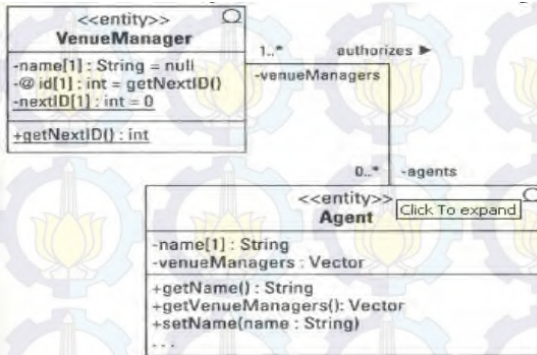 <<entity>>
VenueManager
-name[1] : String = null
-@ id[1] : int = getNextID()
-nextID[1] : int = 0
+getNextID() : int
1..* authorizes ►
-venueManagers
0..* -agents
<<entity>>
Agent
Click To expand
-name[1] : String
-venueManagers : Vector
+getName() : String
+getVenueManagers(): Vector
+setName(name : String)
. . .